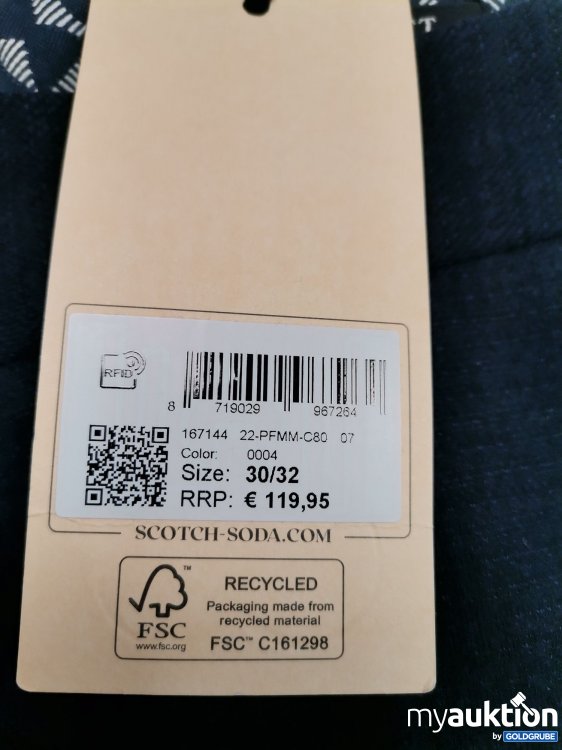 RFID
8 719029 967264
167144 22-PFMM-C80 07
Color: 0004
Size: 30/32
RRP: € 119,95
SCOTCH-SODA.COM
FSC™
www.fsc.org
RECYCLED
Packaging made from
recycled material
FSC™ C161298
myauktion
by GOLDGRUBE